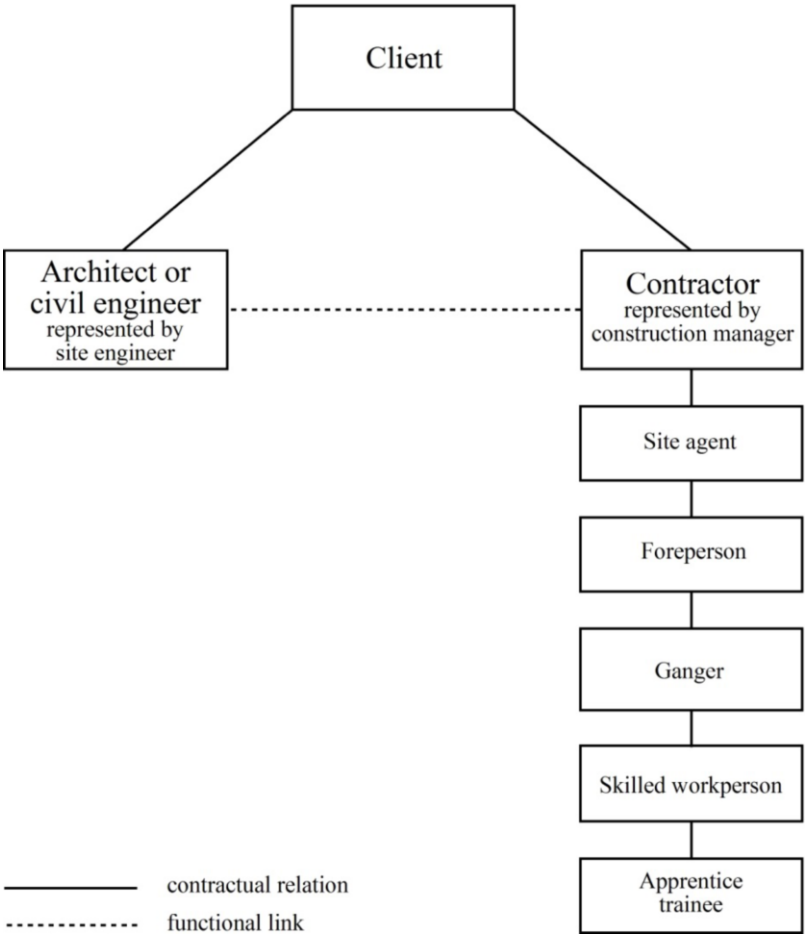 Client
Architect or
civil engineer
represented by
site engineer
Contractor
represented by
construction manager
Site agent
Foreperson
Ganger
Skilled workperson
Apprentice
trainee
contractual relation
functional link